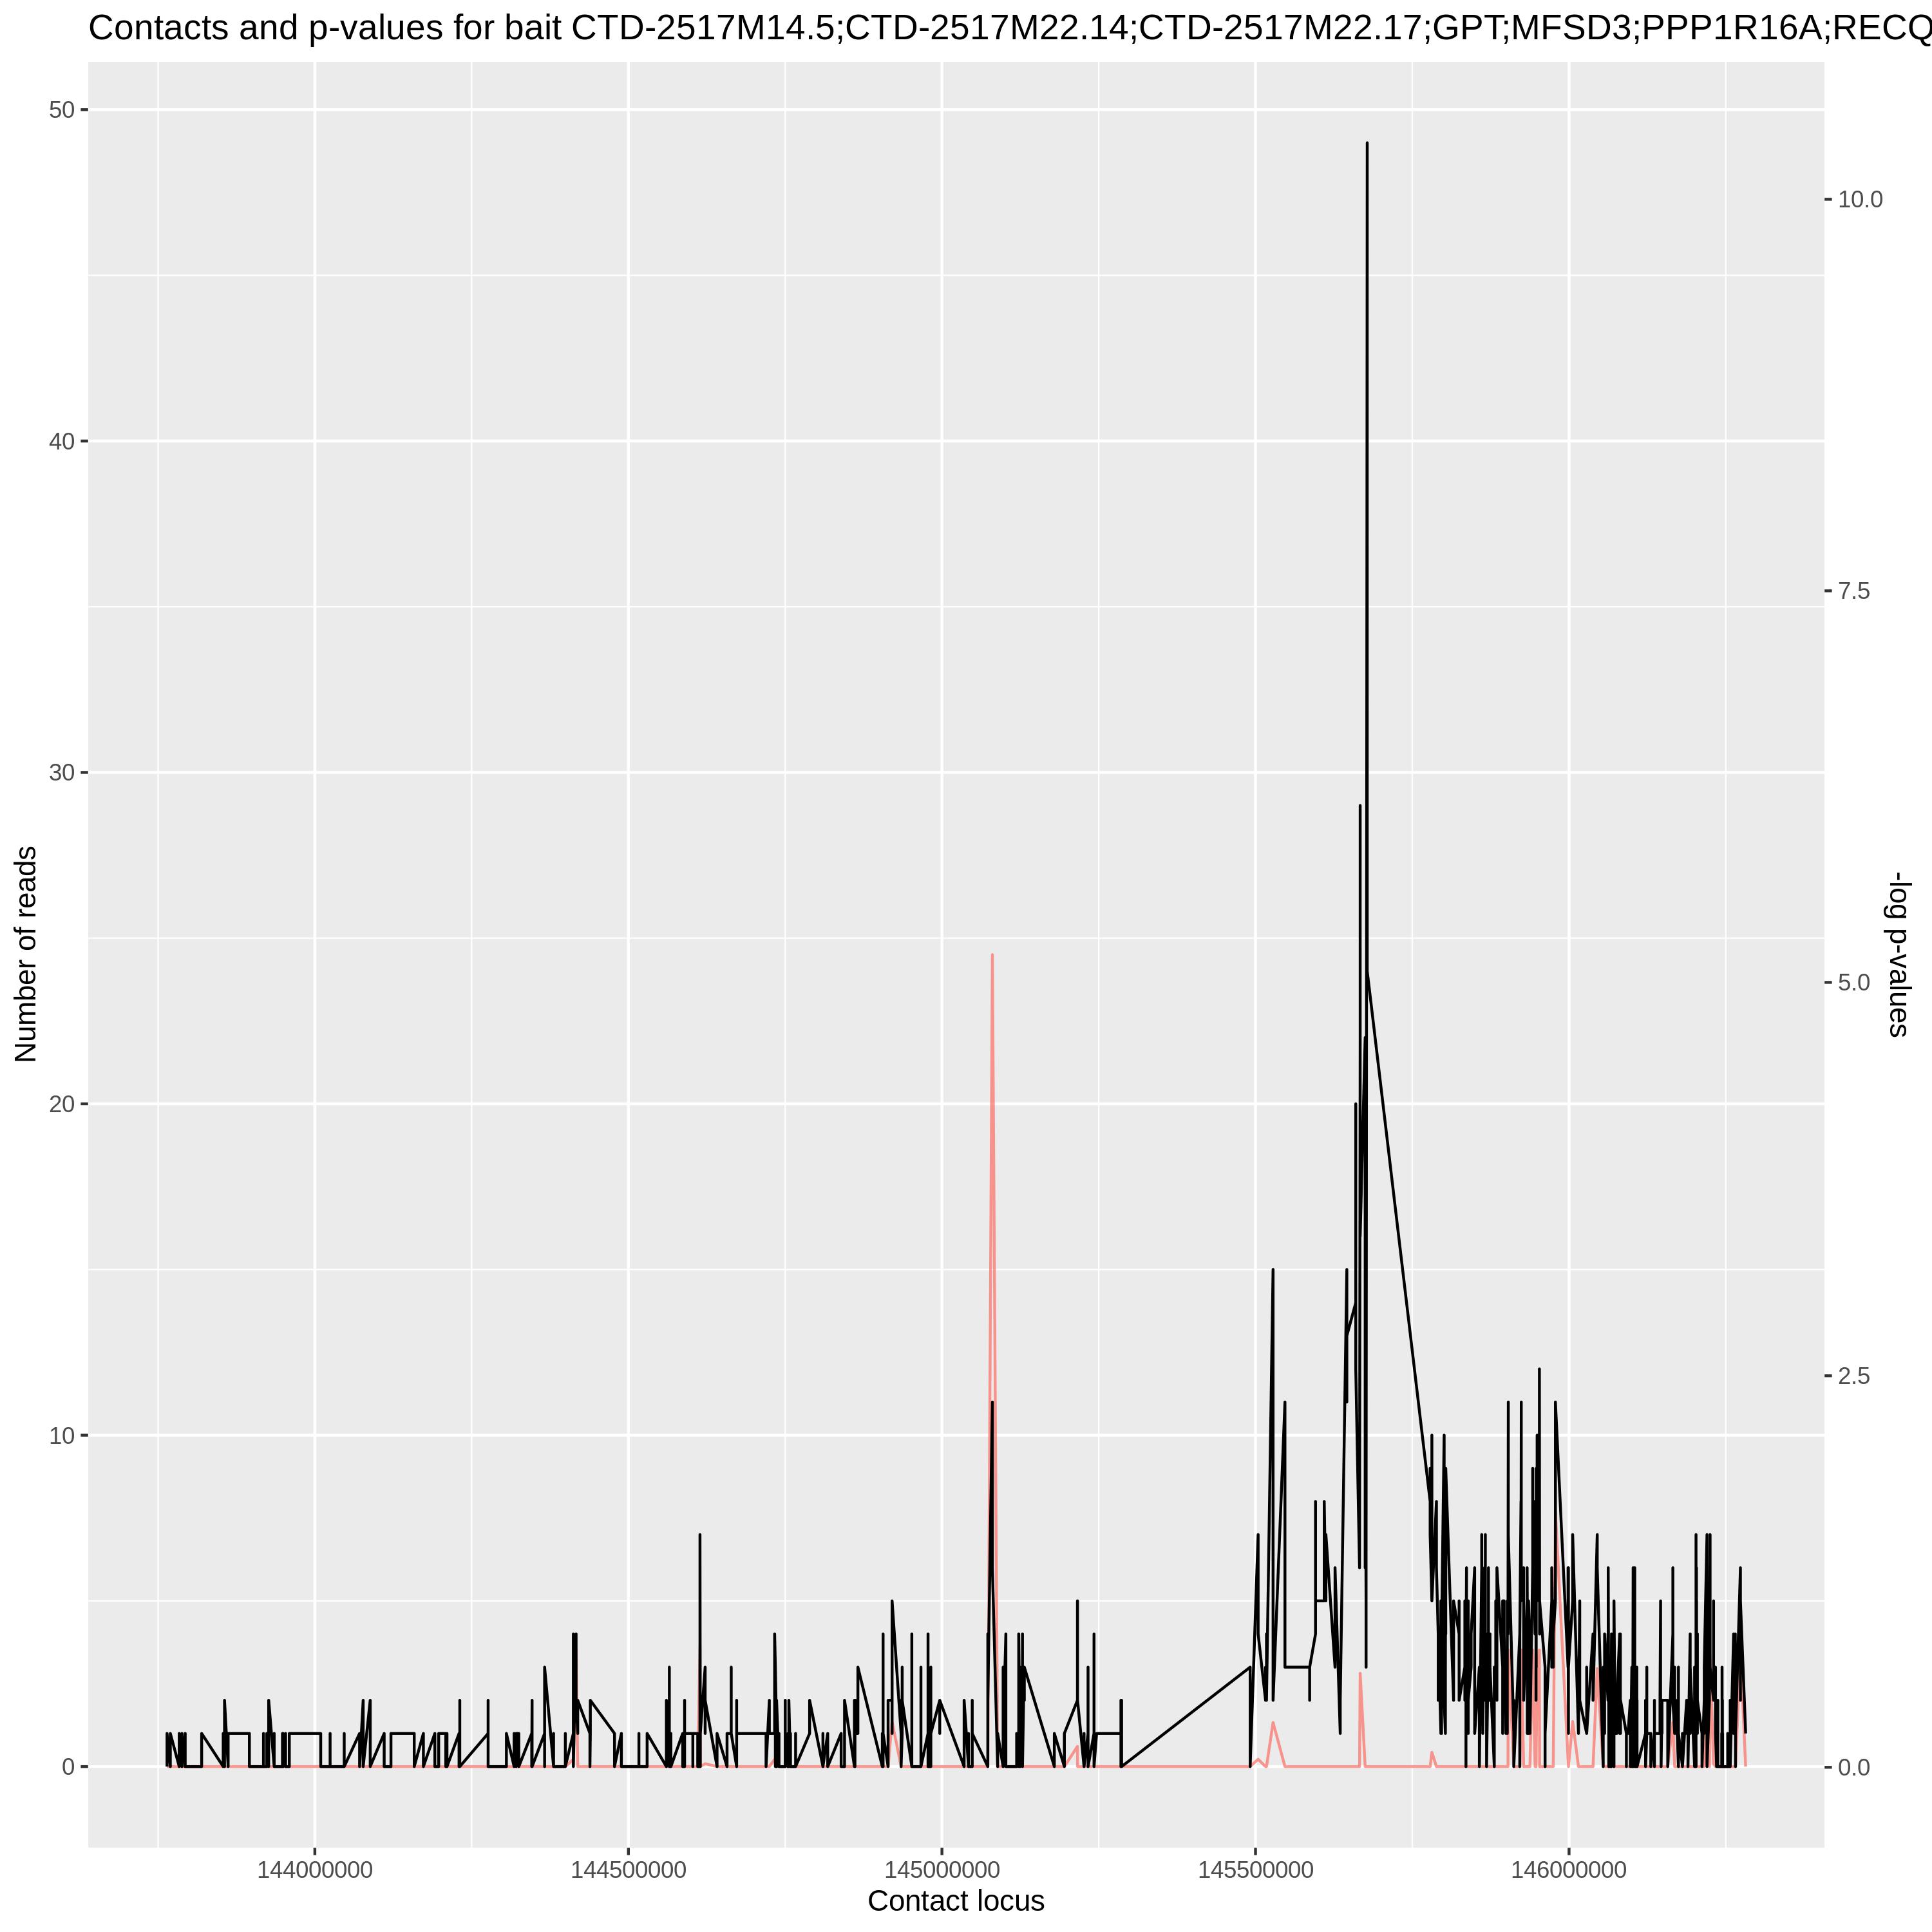 Contacts and p-values for bait CTD-2517M14.5;CTD-2517M22.14;CTD-2517M22.17;GPT;MFSD3;PPP1R16A;RECQ
50
40
30
20
10
0
Number of reads
10.0
7.5
5.0
2.5
0.0
-log p-values
144000000 144500000 145000000 145500000 146000000
Contact locus